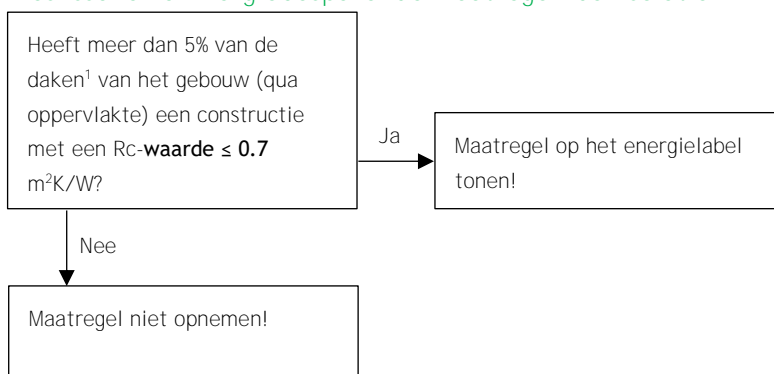 Heeft meer dan 5% van de
daken¹ van het gebouw (qua
oppervlakte) een constructie
met een Rc-waarde ≤ 0.7
m²K/W?
Ja
Maatregel op het energielabel
tonen!
Nee
Maatregel niet opnemen!